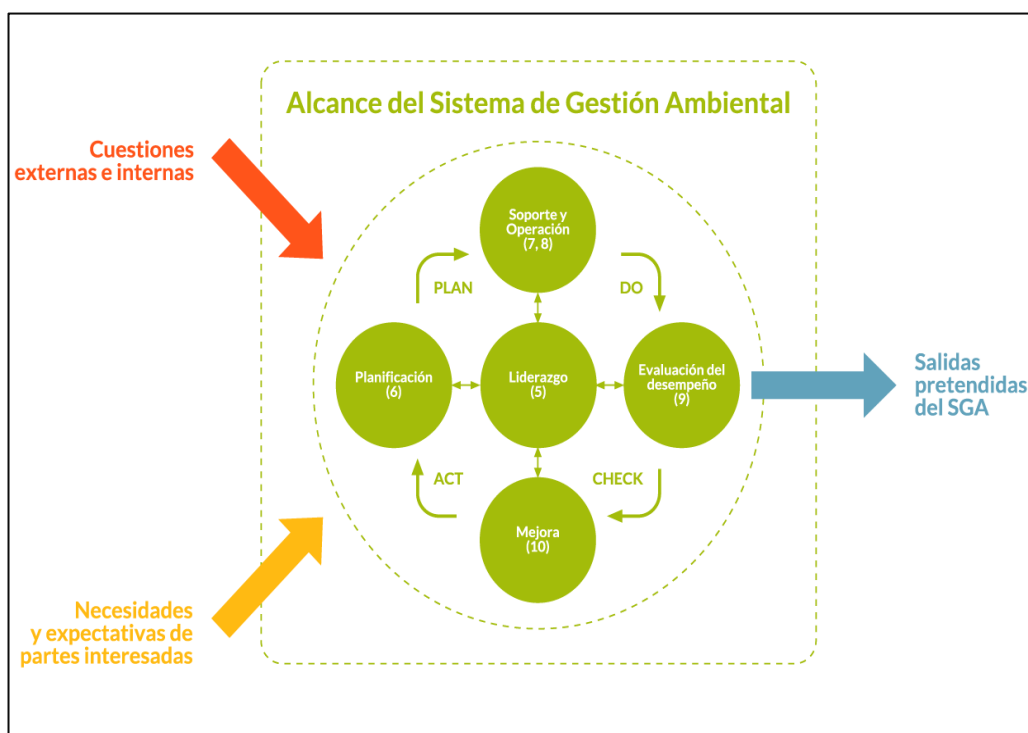 Alcance del Sistema de Gestión Ambiental
Cuestiones
externas e internas
Soporte y
Operación
(7, 8)
PLAN
DO
Planificación
(6)
Liderazgo
(5)
Evaluación del
desempeño
(9)
Salidas
pretendidas
del SGA
ACT
CHECK
Mejora
(10)
Necesidades
y expectativas de
partes interesadas